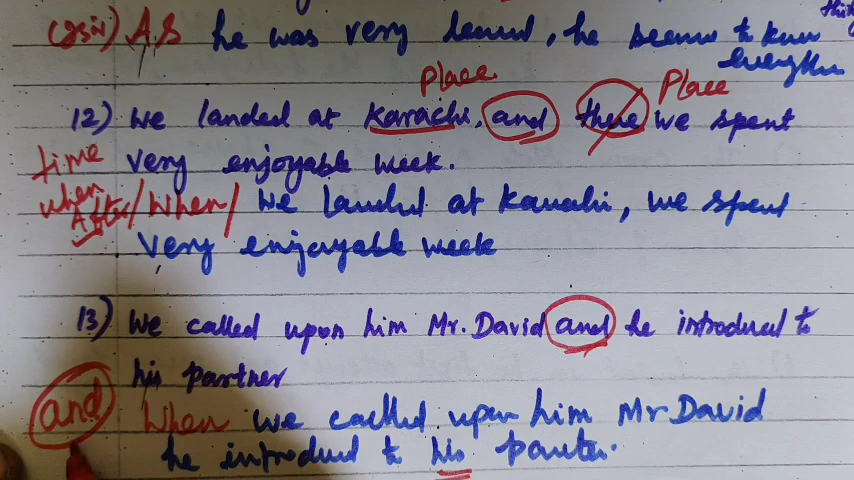 A.S he was very learned, he seems to know
everything
Place Place
12) We landed at Karachi, and there we spent
time very enjoyable week.
when After/When/ We landed at Karachi, we spent
very enjoyable week
13) We called upon him Mr. David and he introduced to
his partner
and When we called upon him Mr David
he introduced to his partner.